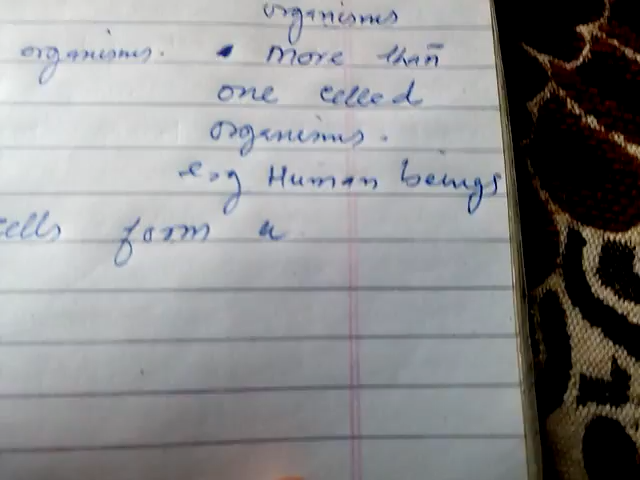 organisms
organisms. • more than
one celled
organisms.
e.g Human beings
cells form a